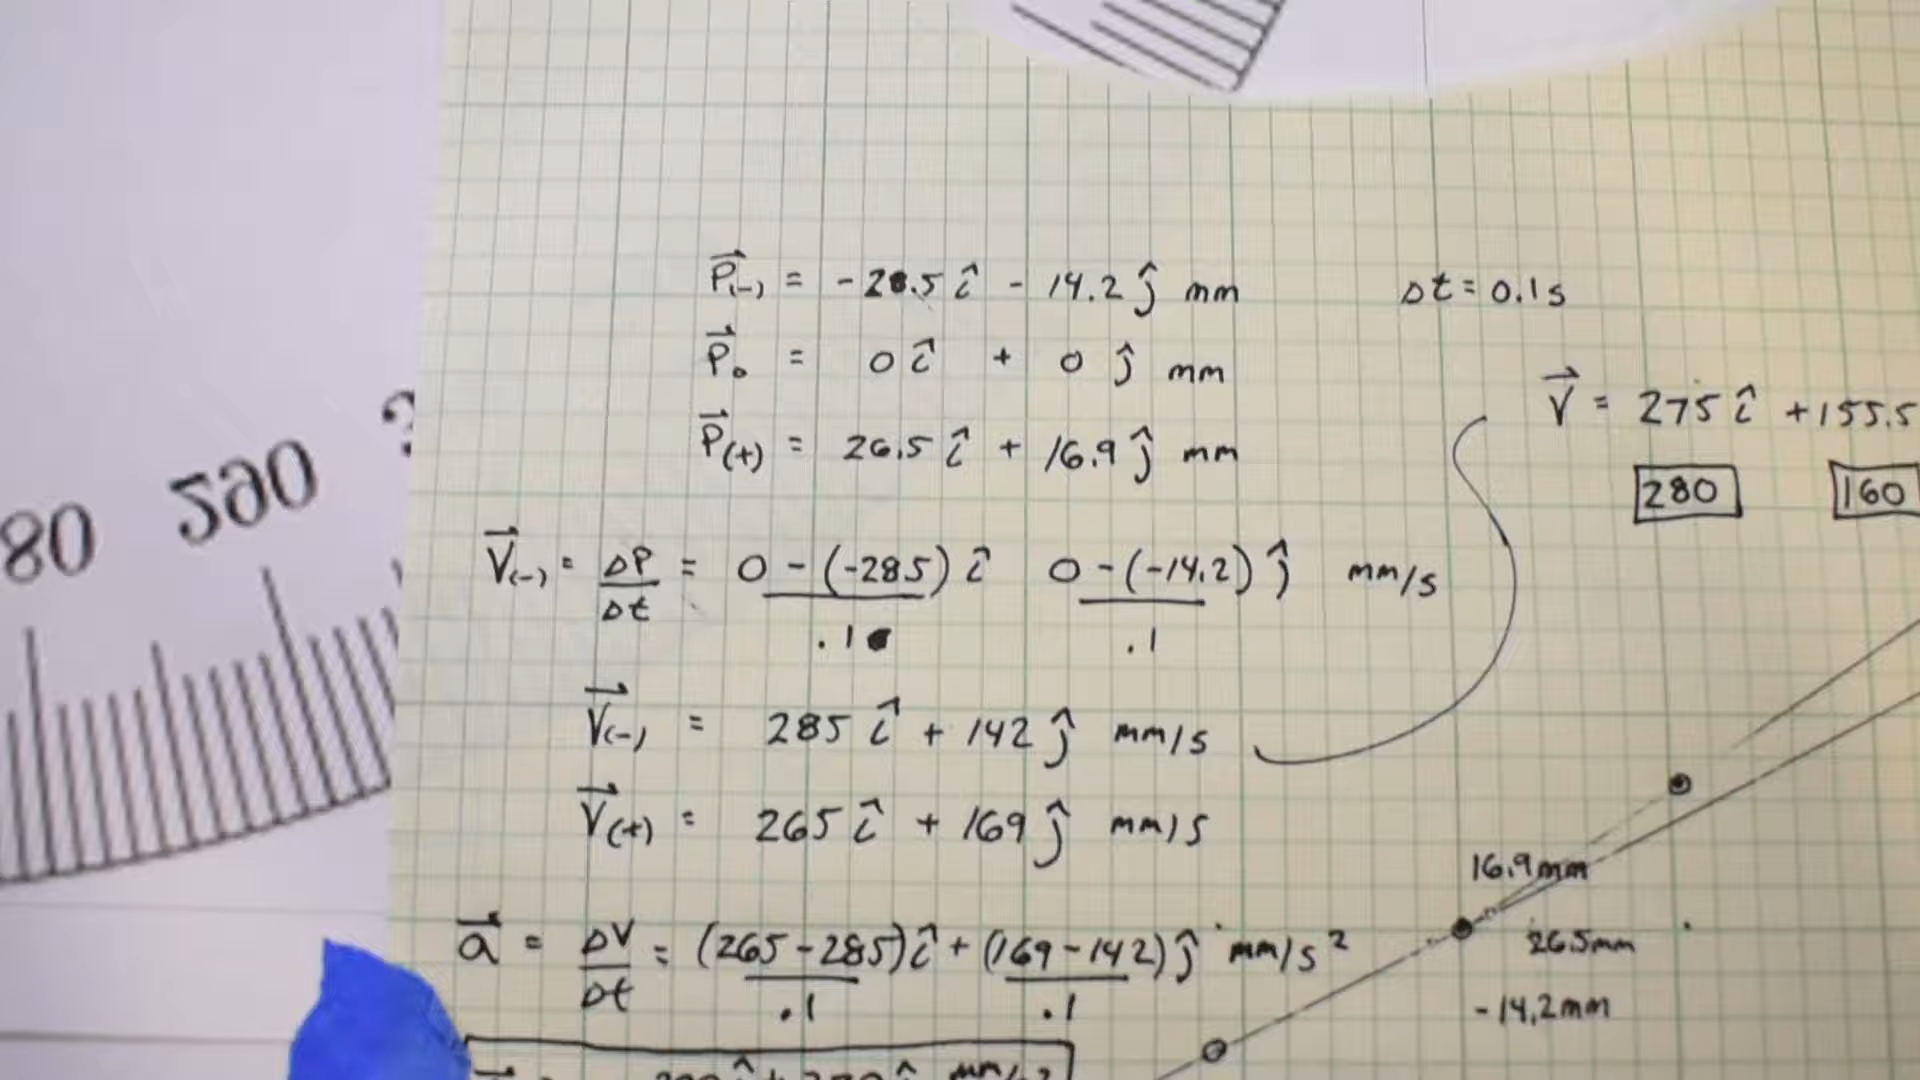 P⃗(-) = -28.5 î - 14.2 ĵ mm
Δt = 0.1s
P⃗₀ = 0 î + 0 ĵ mm
P⃗(+) = 26.5 î + 16.9 ĵ mm
V⃗ = 275 î + 155.5
280 160
V⃗(-) = ΔP/Δt = 0-(-285) î/.1 0-(-14.2) ĵ/.1 mm/s
V⃗(-) = 285 î + 142 ĵ mm/s
V⃗(+) = 265 î + 169 ĵ mm/s
a⃗ = ΔV/Δt = (265-285) î/.1 + (169-142) ĵ/.1 mm/s²
16.9mm
26.5mm
-14.2mm
80 260